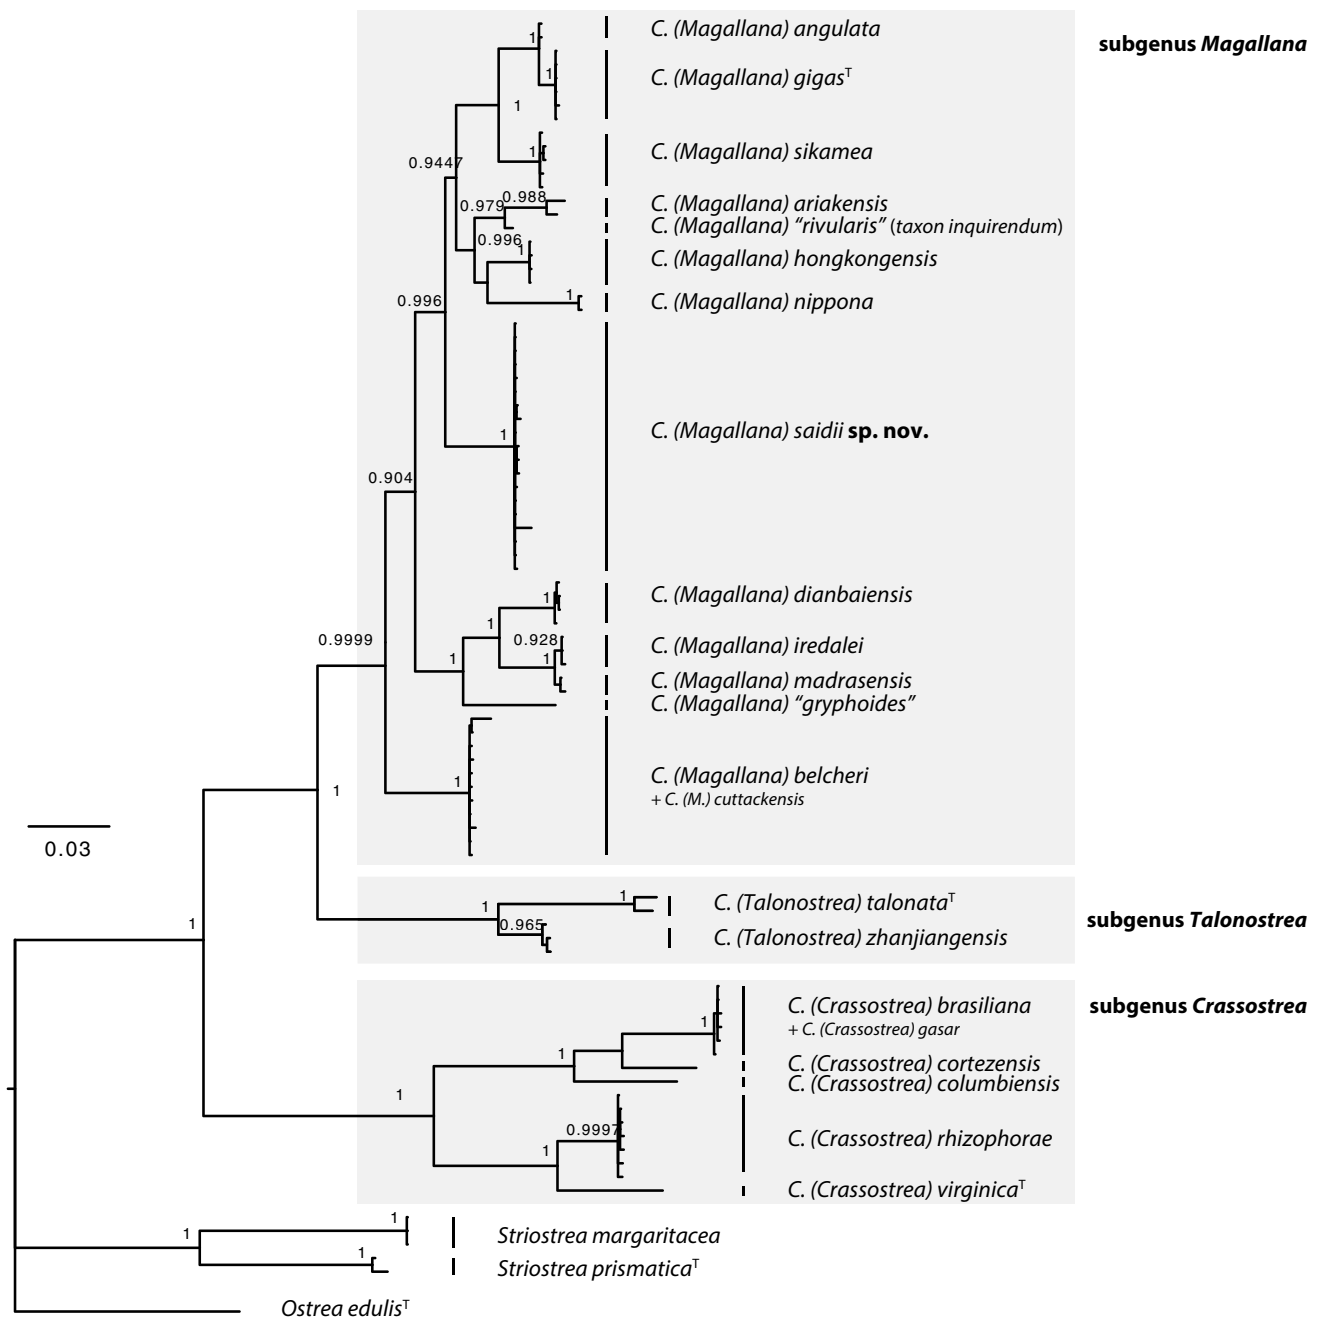 C. (Magallana) angulata
subgenus Magallana
1
C. (Magallana) gigasᵀ
1
1
C. (Magallana) sikamea
1
0.9447
C. (Magallana) ariakensis
0.988
0.979
C. (Magallana) “rivularis” (taxon inquirendum)
0.996
1
C. (Magallana) hongkongensis
C. (Magallana) nippona
1
0.996
C. (Magallana) saidii sp. nov.
1
0.904
C. (Magallana) dianbaiensis
1
1
0.9999
0.928
C. (Magallana) iredalei
1
1
C. (Magallana) madrasensis
C. (Magallana) “gryphoides”
C. (Magallana) belcheri
1
+ C. (M.) cuttackensis
1
0.03
1
C. (Talonostrea) talonataᵀ
1
0.965
subgenus Talonostrea
1
C. (Talonostrea) zhanjiangensis
C. (Crassostrea) brasiliana
subgenus Crassostrea
1
+ C. (Crassostrea) gasar
1
C. (Crassostrea) cortezensis
C. (Crassostrea) columbiensis
1
0.9997
C. (Crassostrea) rhizophorae
1
C. (Crassostrea) virginicaᵀ
1
1
Striostrea margaritacea
1
Striostrea prismaticaᵀ
Ostrea edulisᵀ